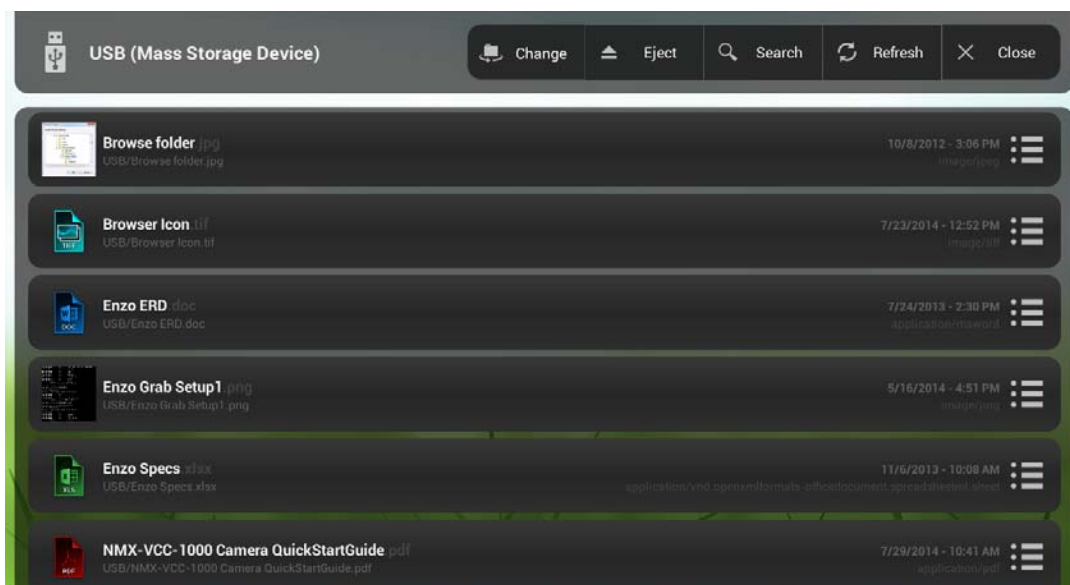 USB (Mass Storage Device)
Change
Eject
Search
Refresh
Close
Browse folder.jpg
USB/Browse folder.jpg
10/8/2012 - 3:06 PM
image/jpeg
Browser Icon.tif
USB/Browser Icon.tif
7/23/2014 - 12:52 PM
image/tiff
TIFF
Enzo ERD.doc
USB/Enzo ERD.doc
7/24/2013 - 2:30 PM
application/msword
DOC
Enzo Grab Setup1.png
USB/Enzo Grab Setup1.png
5/16/2014 - 4:51 PM
image/png
Enzo Specs.xlsx
USB/Enzo Specs.xlsx
11/6/2013 - 10:08 AM
application/vnd.openxmlformats-officedocument.spreadsheetml.sheet
XLS
NMX-VCC-1000 Camera QuickStartGuide.pdf
USB/NMX-VCC-1000 Camera QuickStartGuide.pdf
7/29/2014 - 10:41 AM
application/pdf
PDF